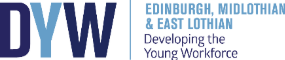 DYW
EDINBURGH, MIDLOTHIAN
& EAST LOTHIAN
Developing the
Young Workforce